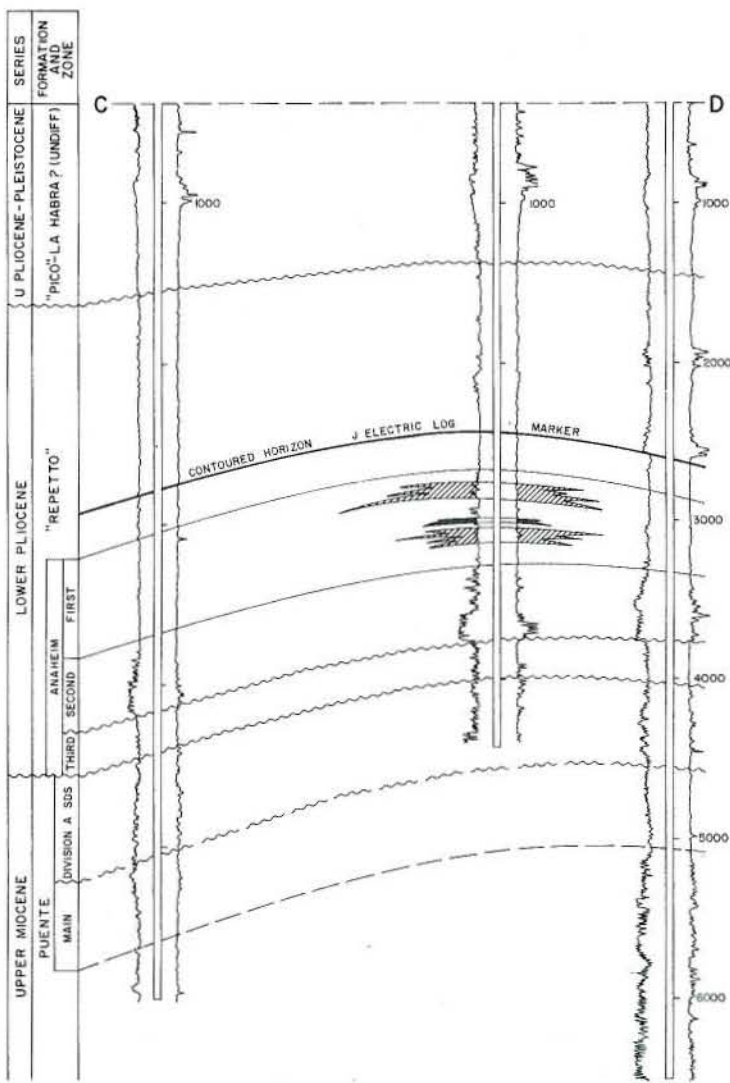 SERIES
FORMATION
AND
ZONE
U PLIOCENE-PLEISTOCENE
"PICO"-LA HABRA? (UNDIFF)
LOWER PLIOCENE
"REPETTO"
ANAHEIM
FIRST
SECOND
THIRD
UPPER MIOCENE
PUENTE
DIVISION A SDS
MAIN
C
D
1000
1000
1000
2000
CONTOURED HORIZON J ELECTRIC LOG MARKER
3000
4000
5000
6000